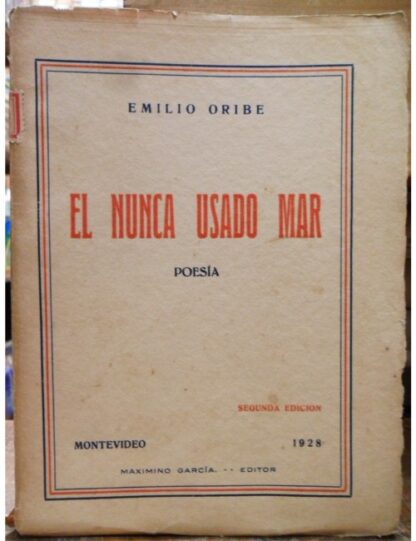 EMILIO ORIBE
EL NUNCA USADO MAR
POESÍA
SEGUNDA EDICION
MONTEVIDEO 1928
MAXIMINO GARCÍA. -- EDITOR